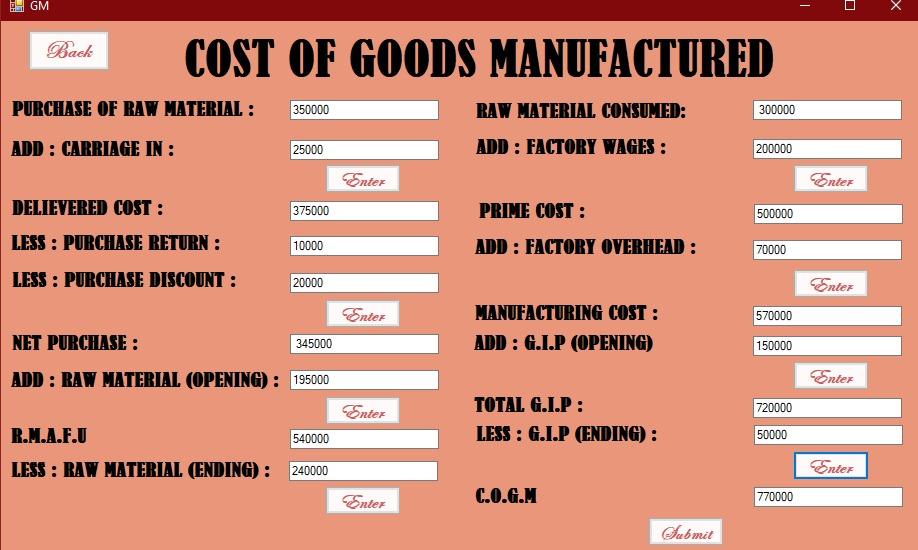 GM
Back
COST OF GOODS MANUFACTURED
PURCHASE OF RAW MATERIAL : 350000
ADD : CARRIAGE IN : 25000
Enter
DELIEVERED COST : 375000
LESS : PURCHASE RETURN : 10000
LESS : PURCHASE DISCOUNT : 20000
Enter
NET PURCHASE : 345000
ADD : RAW MATERIAL (OPENING) : 195000
Enter
R.M.A.F.U 540000
LESS : RAW MATERIAL (ENDING) : 240000
Enter
RAW MATERIAL CONSUMED: 300000
ADD : FACTORY WAGES : 200000
Enter
PRIME COST : 500000
ADD : FACTORY OVERHEAD : 70000
Enter
MANUFACTURING COST : 570000
ADD : G.I.P (OPENING) 150000
Enter
TOTAL G.I.P : 720000
LESS : G.I.P (ENDING) : 50000
Enter
C.O.G.M 770000
Submit